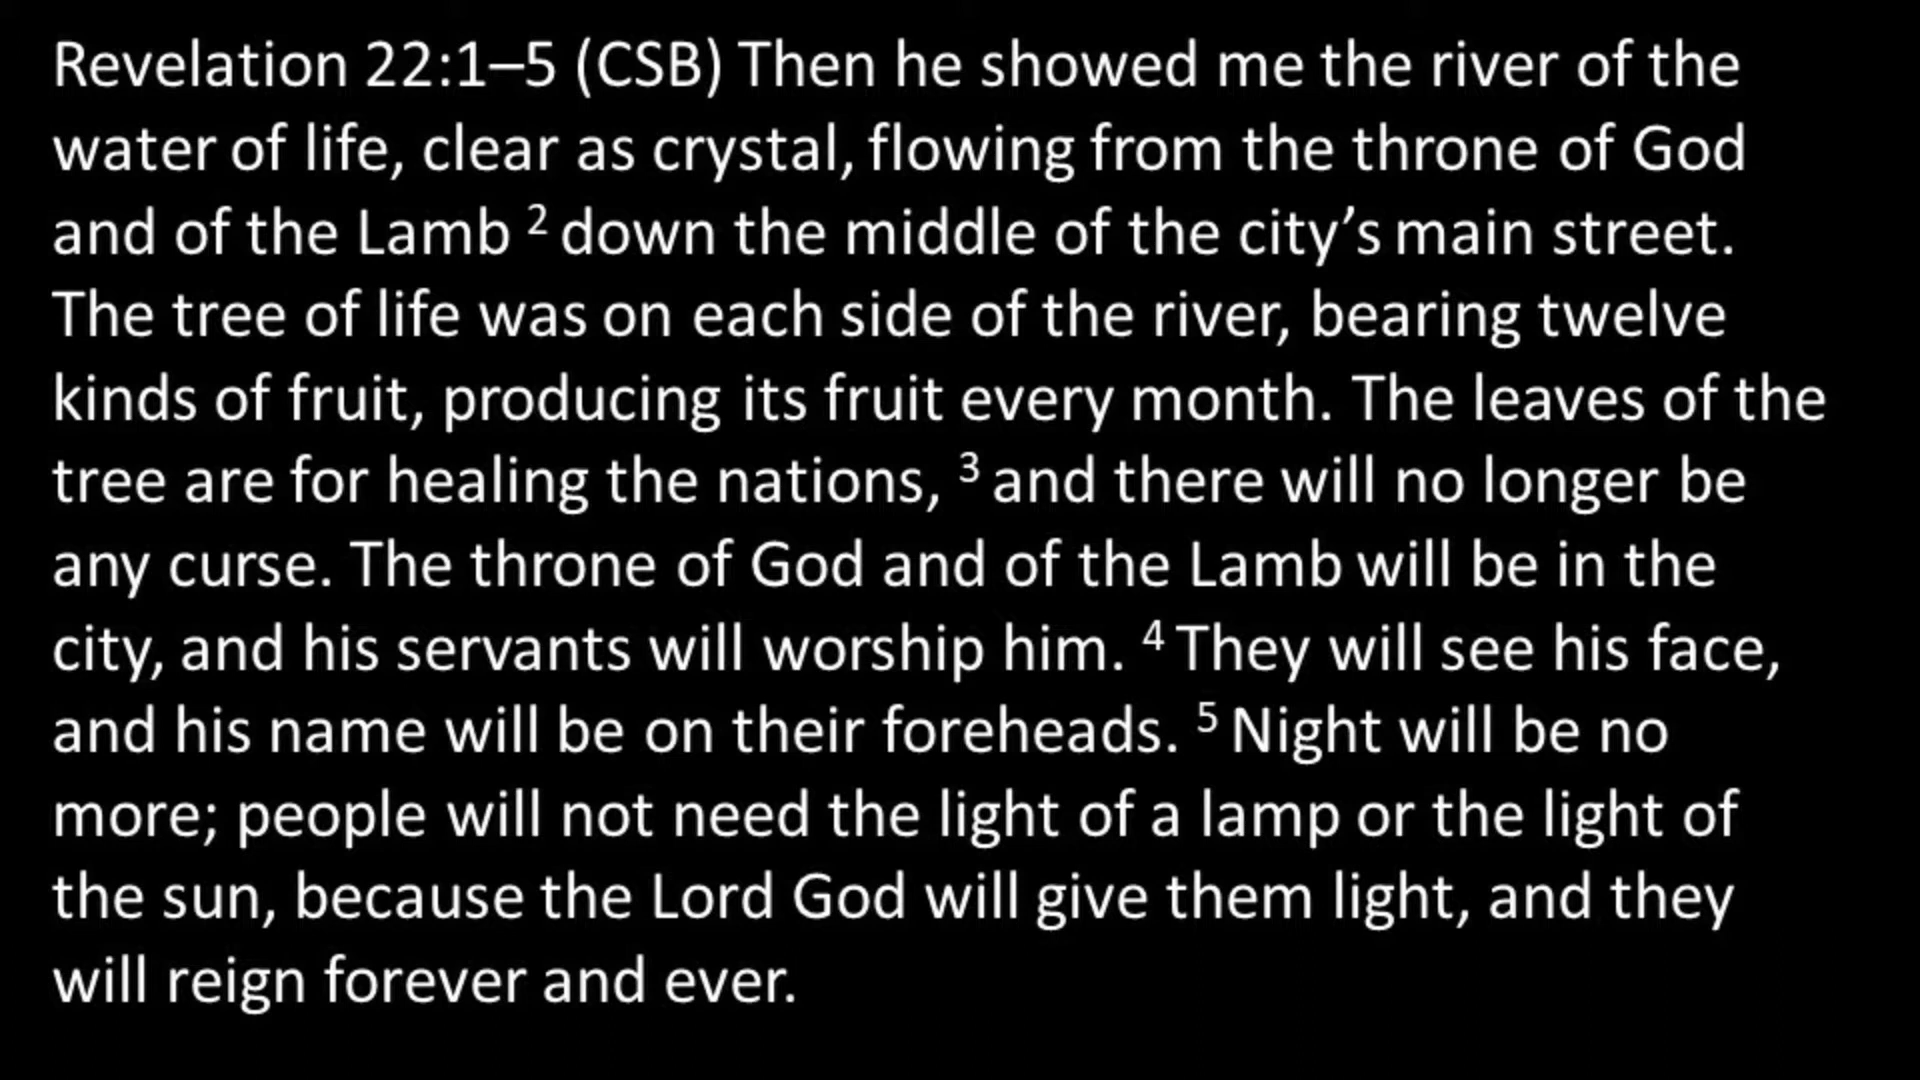 Revelation 22:1–5 (CSB) Then he showed me the river of the
water of life, clear as crystal, flowing from the throne of God
and of the Lamb ² down the middle of the city’s main street.
The tree of life was on each side of the river, bearing twelve
kinds of fruit, producing its fruit every month. The leaves of the
tree are for healing the nations, ³ and there will no longer be
any curse. The throne of God and of the Lamb will be in the
city, and his servants will worship him. ⁴ They will see his face,
and his name will be on their foreheads. ⁵ Night will be no
more; people will not need the light of a lamp or the light of
the sun, because the Lord God will give them light, and they
will reign forever and ever.